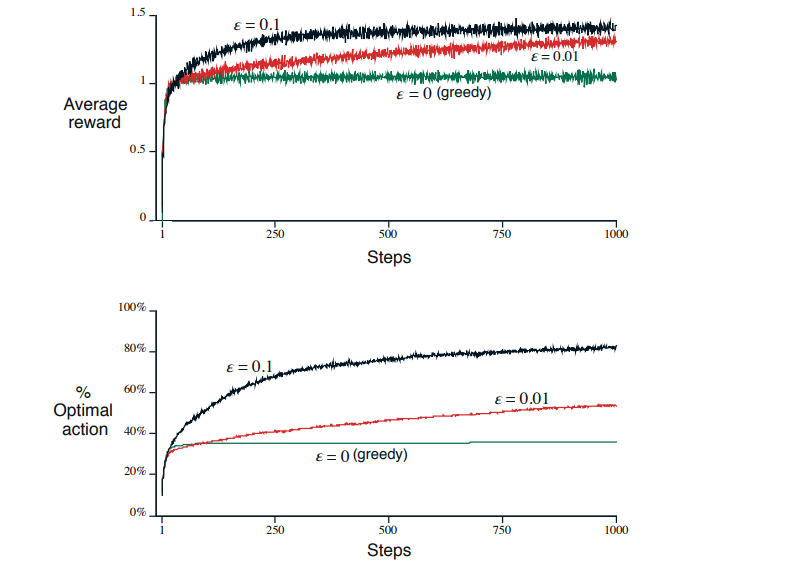 1.5
ε = 0.1
ε = 0.01
1
ε = 0 (greedy)
Average
reward
0.5
0
1
250
500
750
1000
Steps
100%
80%
ε = 0.1
%
Optimal
action
60%
ε = 0.01
40%
ε = 0 (greedy)
20%
0%
1
250
500
750
1000
Steps